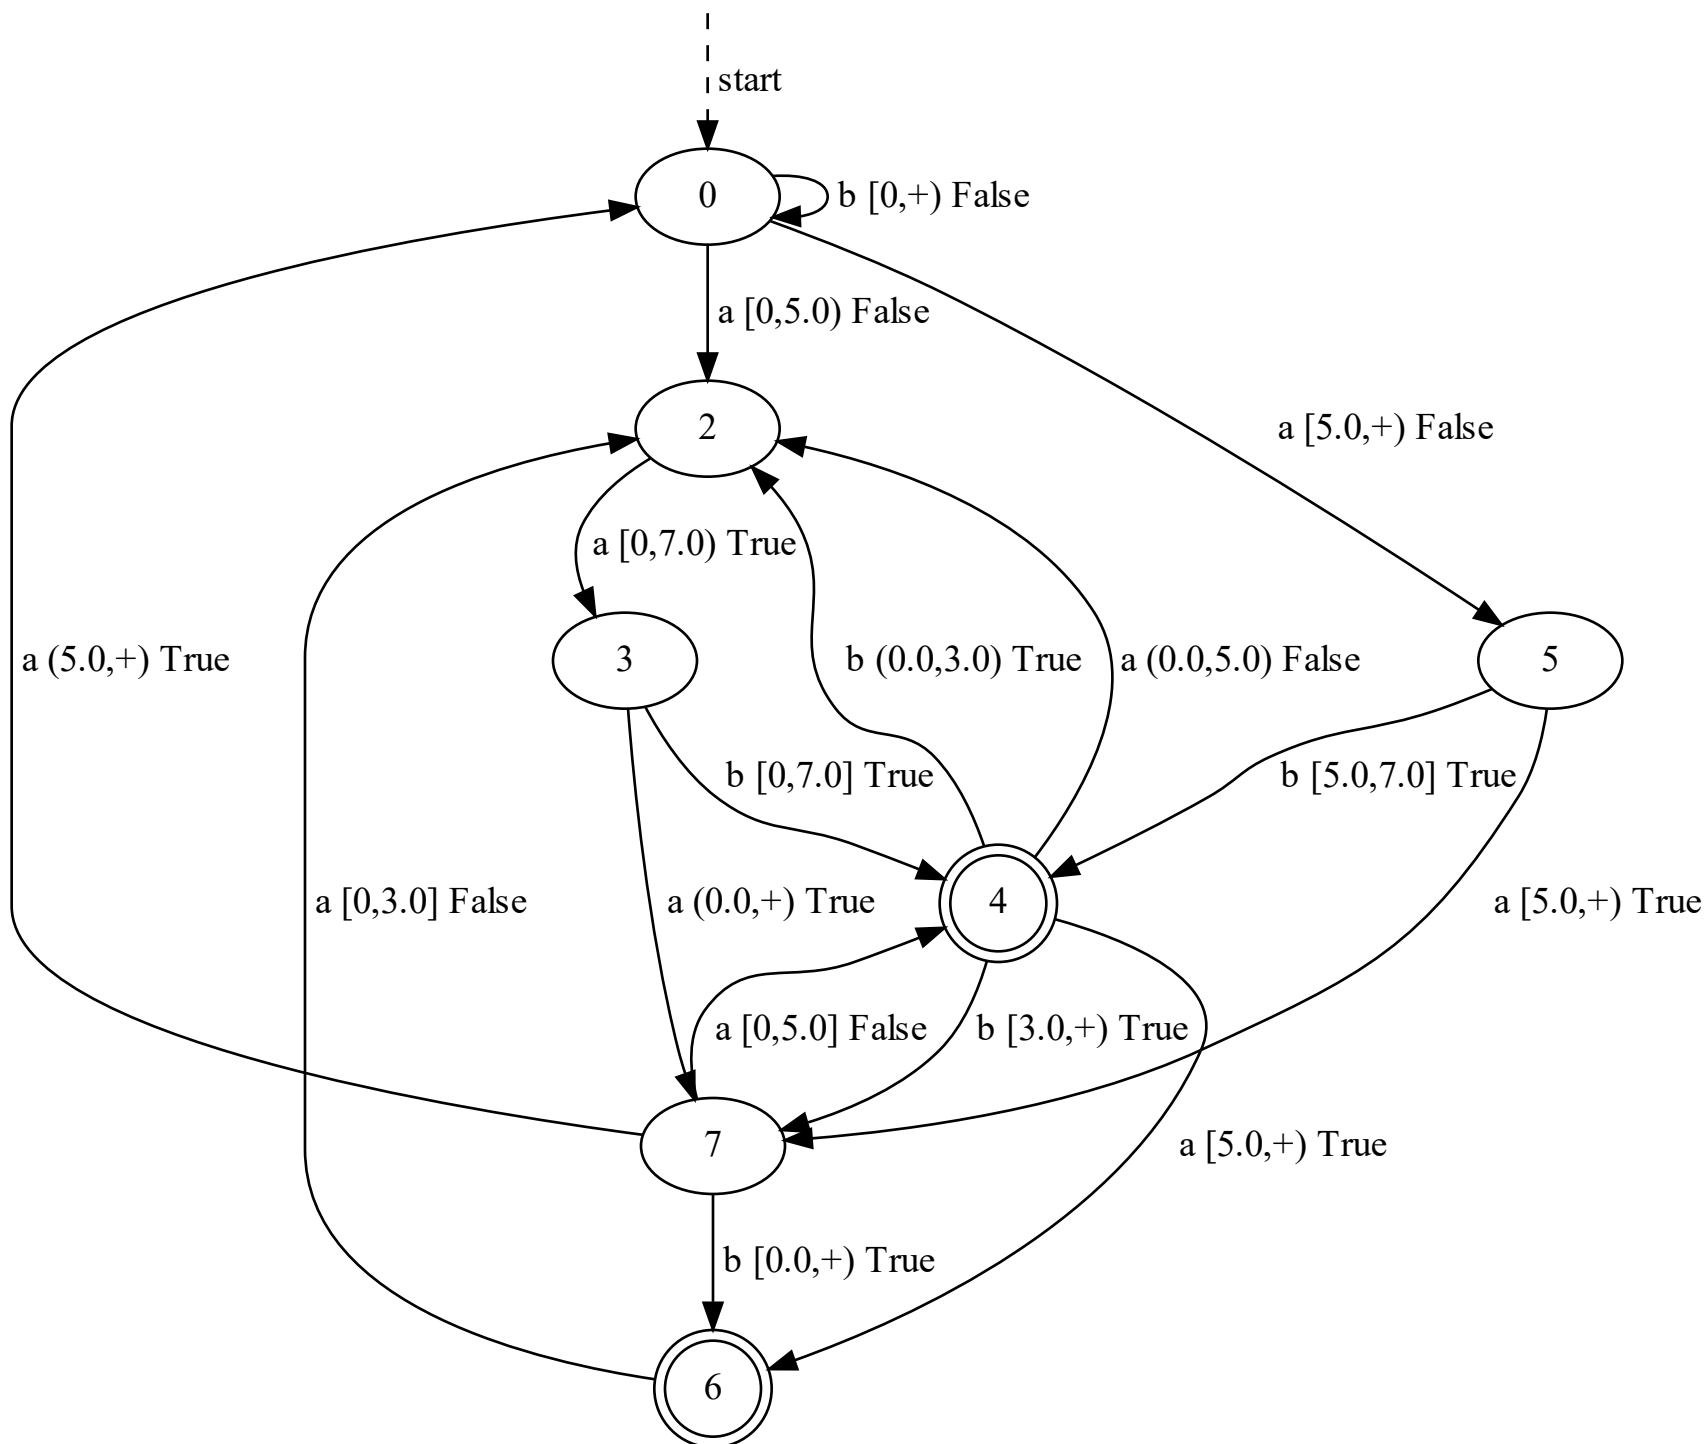 start
0
b [0,+) False
a [0,5.0) False
2
a [5.0,+) False
a [0,7.0) True
a (5.0,+) True
3
b (0.0,3.0) True
a (0.0,5.0) False
5
b [0,7.0] True
b [5.0,7.0] True
a [0,3.0] False
a (0.0,+) True
4
a [5.0,+) True
a [0,5.0] False
b [3.0,+) True
7
a [5.0,+) True
b [0.0,+) True
6